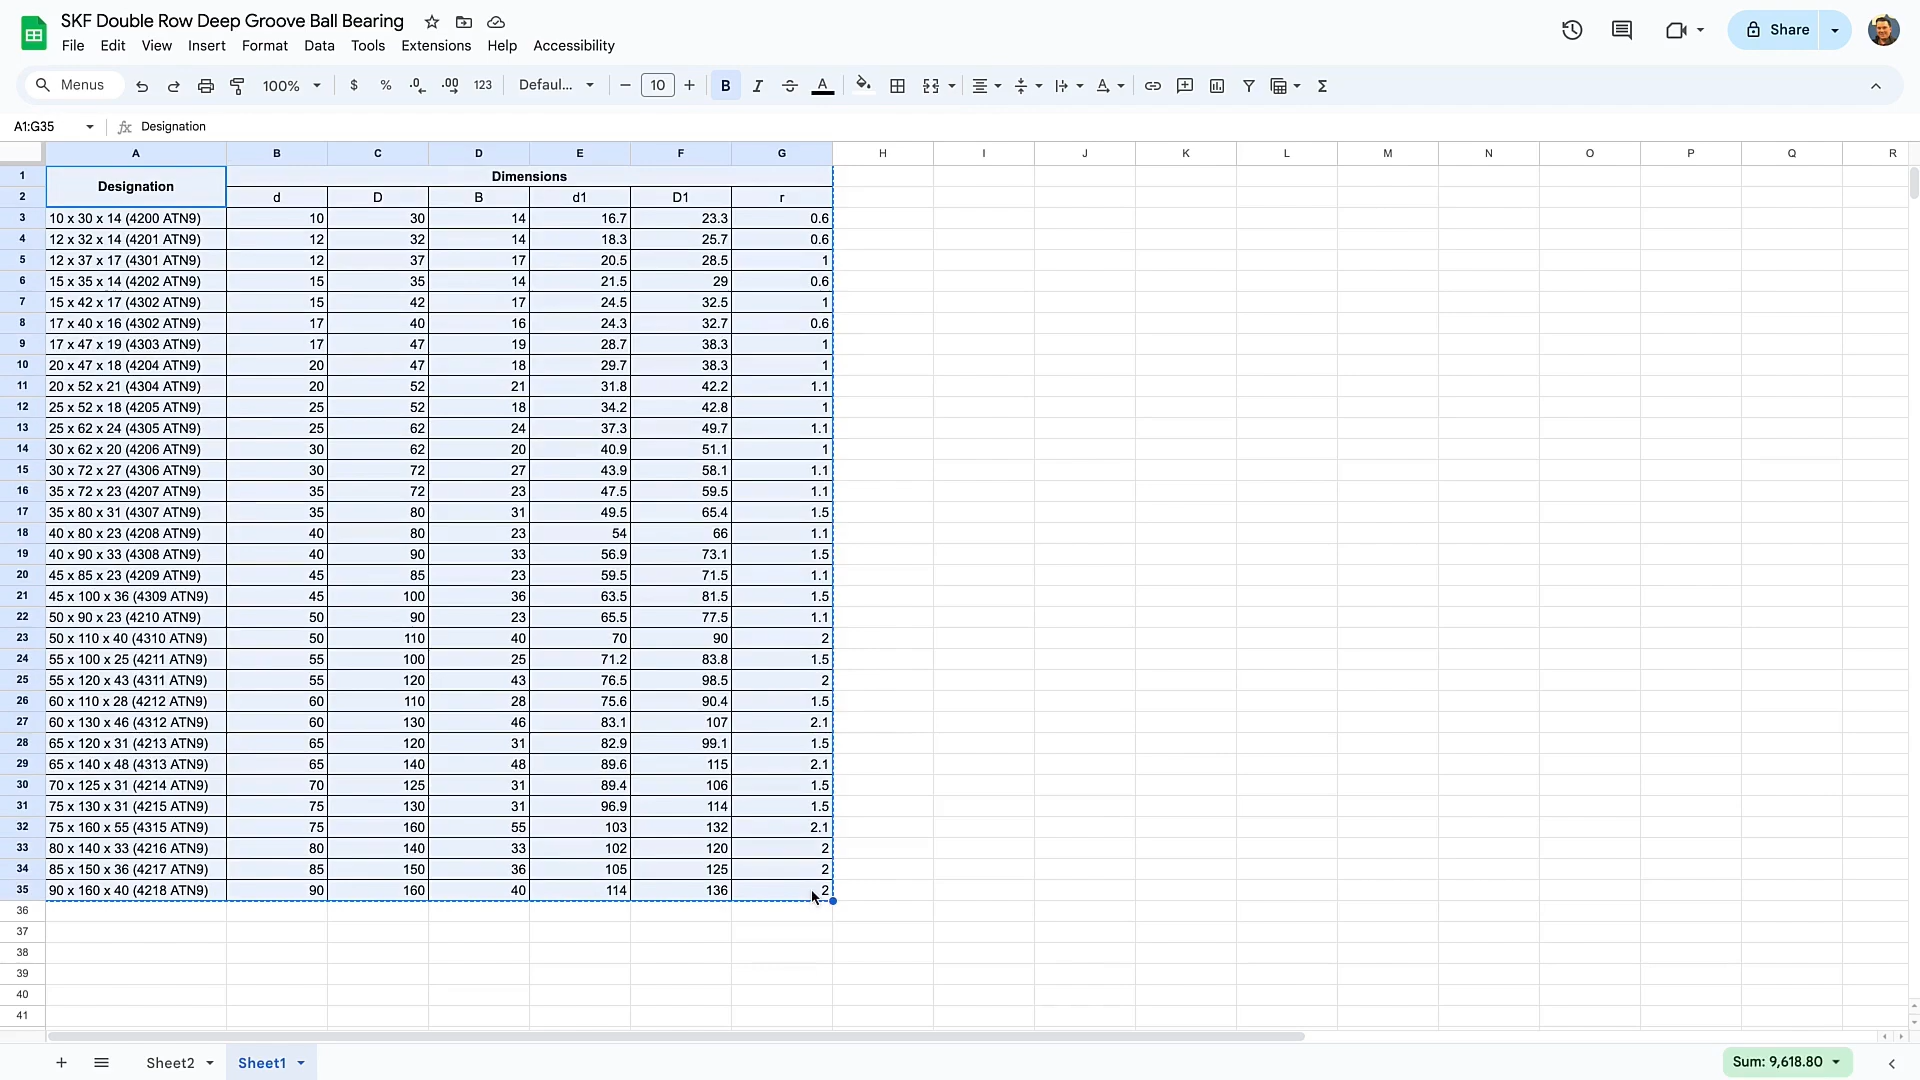 SKF Double Row Deep Groove Ball Bearing
File Edit View Insert Format Data Tools Extensions Help Accessibility
Share
Menus 100% $ % .0 .00 123 Defaul... 10 B I A Σ
A1:G35 fx Designation
A B C D E F G H I J K L M N O P Q R
1 Designation Dimensions
2 d D B d1 D1 r
3 10 x 30 x 14 (4200 ATN9) 10 30 14 16.7 23.3 0.6
4 12 x 32 x 14 (4201 ATN9) 12 32 14 18.3 25.7 0.6
5 12 x 37 x 17 (4301 ATN9) 12 37 17 20.5 28.5 1
6 15 x 35 x 14 (4202 ATN9) 15 35 14 21.5 29 0.6
7 15 x 42 x 17 (4302 ATN9) 15 42 17 24.5 32.5 1
8 17 x 40 x 16 (4302 ATN9) 17 40 16 24.3 32.7 0.6
9 17 x 47 x 19 (4303 ATN9) 17 47 19 28.7 38.3 1
10 20 x 47 x 18 (4204 ATN9) 20 47 18 29.7 38.3 1
11 20 x 52 x 21 (4304 ATN9) 20 52 21 31.8 42.2 1.1
12 25 x 52 x 18 (4205 ATN9) 25 52 18 34.2 42.8 1
13 25 x 62 x 24 (4305 ATN9) 25 62 24 37.3 49.7 1.1
14 30 x 62 x 20 (4206 ATN9) 30 62 20 40.9 51.1 1
15 30 x 72 x 27 (4306 ATN9) 30 72 27 43.9 58.1 1.1
16 35 x 72 x 23 (4207 ATN9) 35 72 23 47.5 59.5 1.1
17 35 x 80 x 31 (4307 ATN9) 35 80 31 49.5 65.4 1.5
18 40 x 80 x 23 (4208 ATN9) 40 80 23 54 66 1.1
19 40 x 90 x 33 (4308 ATN9) 40 90 33 56.9 73.1 1.5
20 45 x 85 x 23 (4209 ATN9) 45 85 23 59.5 71.5 1.1
21 45 x 100 x 36 (4309 ATN9) 45 100 36 63.5 81.5 1.5
22 50 x 90 x 23 (4210 ATN9) 50 90 23 65.5 77.5 1.1
23 50 x 110 x 40 (4310 ATN9) 50 110 40 70 90 2
24 55 x 100 x 25 (4211 ATN9) 55 100 25 71.2 83.8 1.5
25 55 x 120 x 43 (4311 ATN9) 55 120 43 76.5 98.5 2
26 60 x 110 x 28 (4212 ATN9) 60 110 28 75.6 90.4 1.5
27 60 x 130 x 46 (4312 ATN9) 60 130 46 83.1 107 2.1
28 65 x 120 x 31 (4213 ATN9) 65 120 31 82.9 99.1 1.5
29 65 x 140 x 48 (4313 ATN9) 65 140 48 89.6 115 2.1
30 70 x 125 x 31 (4214 ATN9) 70 125 31 89.4 106 1.5
31 75 x 130 x 31 (4215 ATN9) 75 130 31 96.9 114 1.5
32 75 x 160 x 55 (4315 ATN9) 75 160 55 103 132 2.1
33 80 x 140 x 33 (4216 ATN9) 80 140 33 102 120 2
34 85 x 150 x 36 (4217 ATN9) 85 150 36 105 125 2
35 90 x 160 x 40 (4218 ATN9) 90 160 40 114 136 2
36
37
38
39
40
41
Sheet2 Sheet1 Sum: 9,618.80